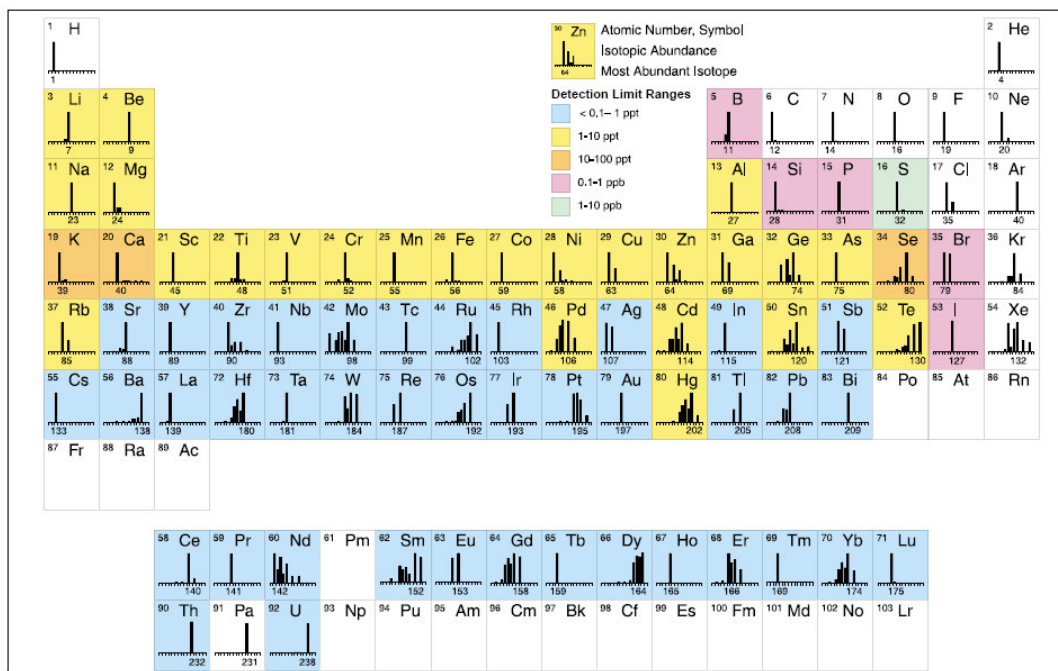 1 H
1
30 Zn
64
Atomic Number, Symbol
Isotopic Abundance
Most Abundant Isotope
2 He
4
Detection Limit Ranges
< 0.1– 1 ppt
1-10 ppt
10-100 ppt
0.1-1 ppb
1-10 ppb
3 Li 4 Be 5 B 6 C 7 N 8 O 9 F 10 Ne
7 9 11 12 14 16 19 20
11 Na 12 Mg 13 Al 14 Si 15 P 16 S 17 Cl 18 Ar
23 24 27 28 31 32 35 40
19 K 20 Ca 21 Sc 22 Ti 23 V 24 Cr 25 Mn 26 Fe 27 Co 28 Ni 29 Cu 30 Zn 31 Ga 32 Ge 33 As 34 Se 35 Br 36 Kr
39 40 45 48 51 52 55 56 59 58 63 64 69 74 75 80 79 84
37 Rb 38 Sr 39 Y 40 Zr 41 Nb 42 Mo 43 Tc 44 Ru 45 Rh 46 Pd 47 Ag 48 Cd 49 In 50 Sn 51 Sb 52 Te 53 I 54 Xe
85 88 89 90 93 98 99 102 103 106 107 114 115 120 121 130 127 132
55 Cs 56 Ba 57 La 72 Hf 73 Ta 74 W 75 Re 76 Os 77 Ir 78 Pt 79 Au 80 Hg 81 Tl 82 Pb 83 Bi 84 Po 85 At 86 Rn
133 138 139 180 181 184 187 192 193 195 197 202 205 208 209
87 Fr 88 Ra 89 Ac
58 Ce 59 Pr 60 Nd 61 Pm 62 Sm 63 Eu 64 Gd 65 Tb 66 Dy 67 Ho 68 Er 69 Tm 70 Yb 71 Lu
140 141 142 152 153 158 159 164 165 166 169 174 175
90 Th 91 Pa 92 U 93 Np 94 Pu 95 Am 96 Cm 97 Bk 98 Cf 99 Es 100 Fm 101 Md 102 No 103 Lr
232 231 238